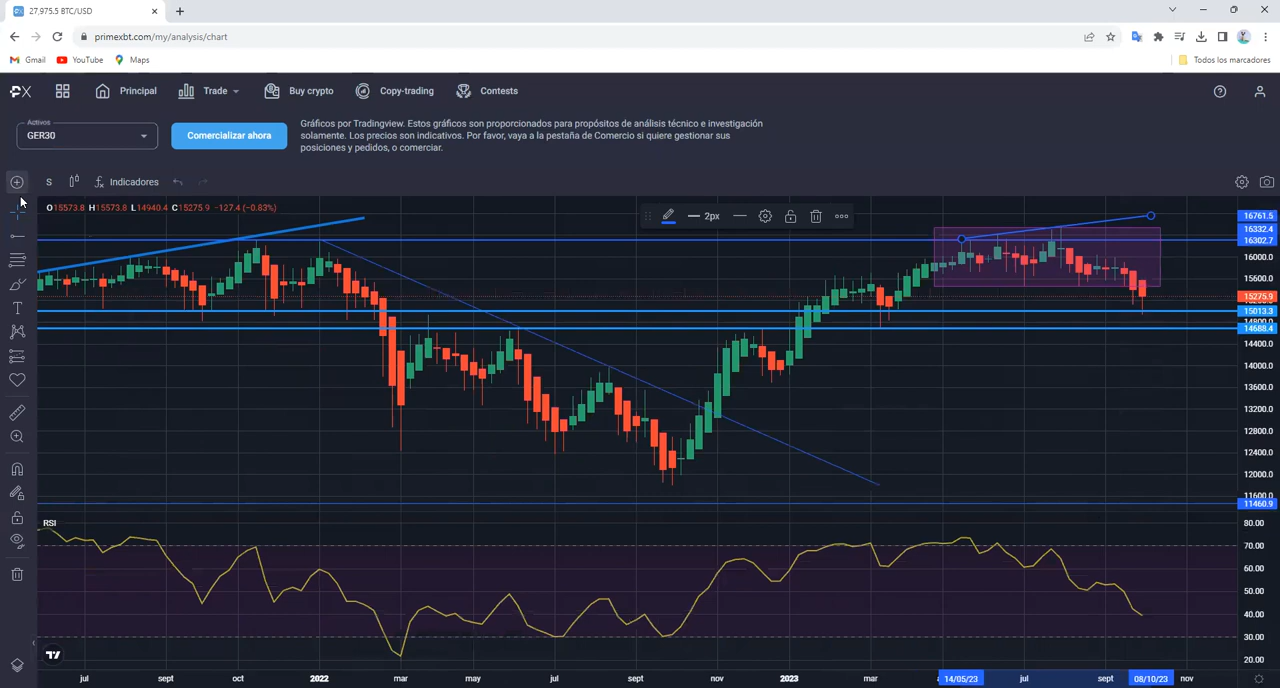 27,975.5 BTC/USD
primexbt.com/my/analysis/chart
Gmail YouTube Maps Todos los marcadores
PX Principal Trade Buy crypto Copy-trading Contests
Activos
GER30
Comercializar ahora
Gráficos por Tradingview. Estos gráficos son proporcionados para propósitos de análisis técnico e investigación
solamente. Los precios son indicativos. Por favor, vaya a la pestaña de Comercio si quiere gestionar sus
posiciones y pedidos, o comerciar.
S Indicadores
O15573.8 H15573.8 L14940.4 C15275.9 -127.4 (-0.83%)
2px
16761.5
16332.4
16302.7
16000.0
15600.0
15275.9
15013.3
14800.0
14688.4
14400.0
14000.0
13600.0
13200.0
12800.0
12400.0
12000.0
11600.0
11460.9
RSI
80.00
70.00
60.00
50.00
40.00
30.00
20.00
jul sept oct 2022 mar may jul sept nov 2023 mar 14/05/23 jul sept 08/10/23 nov